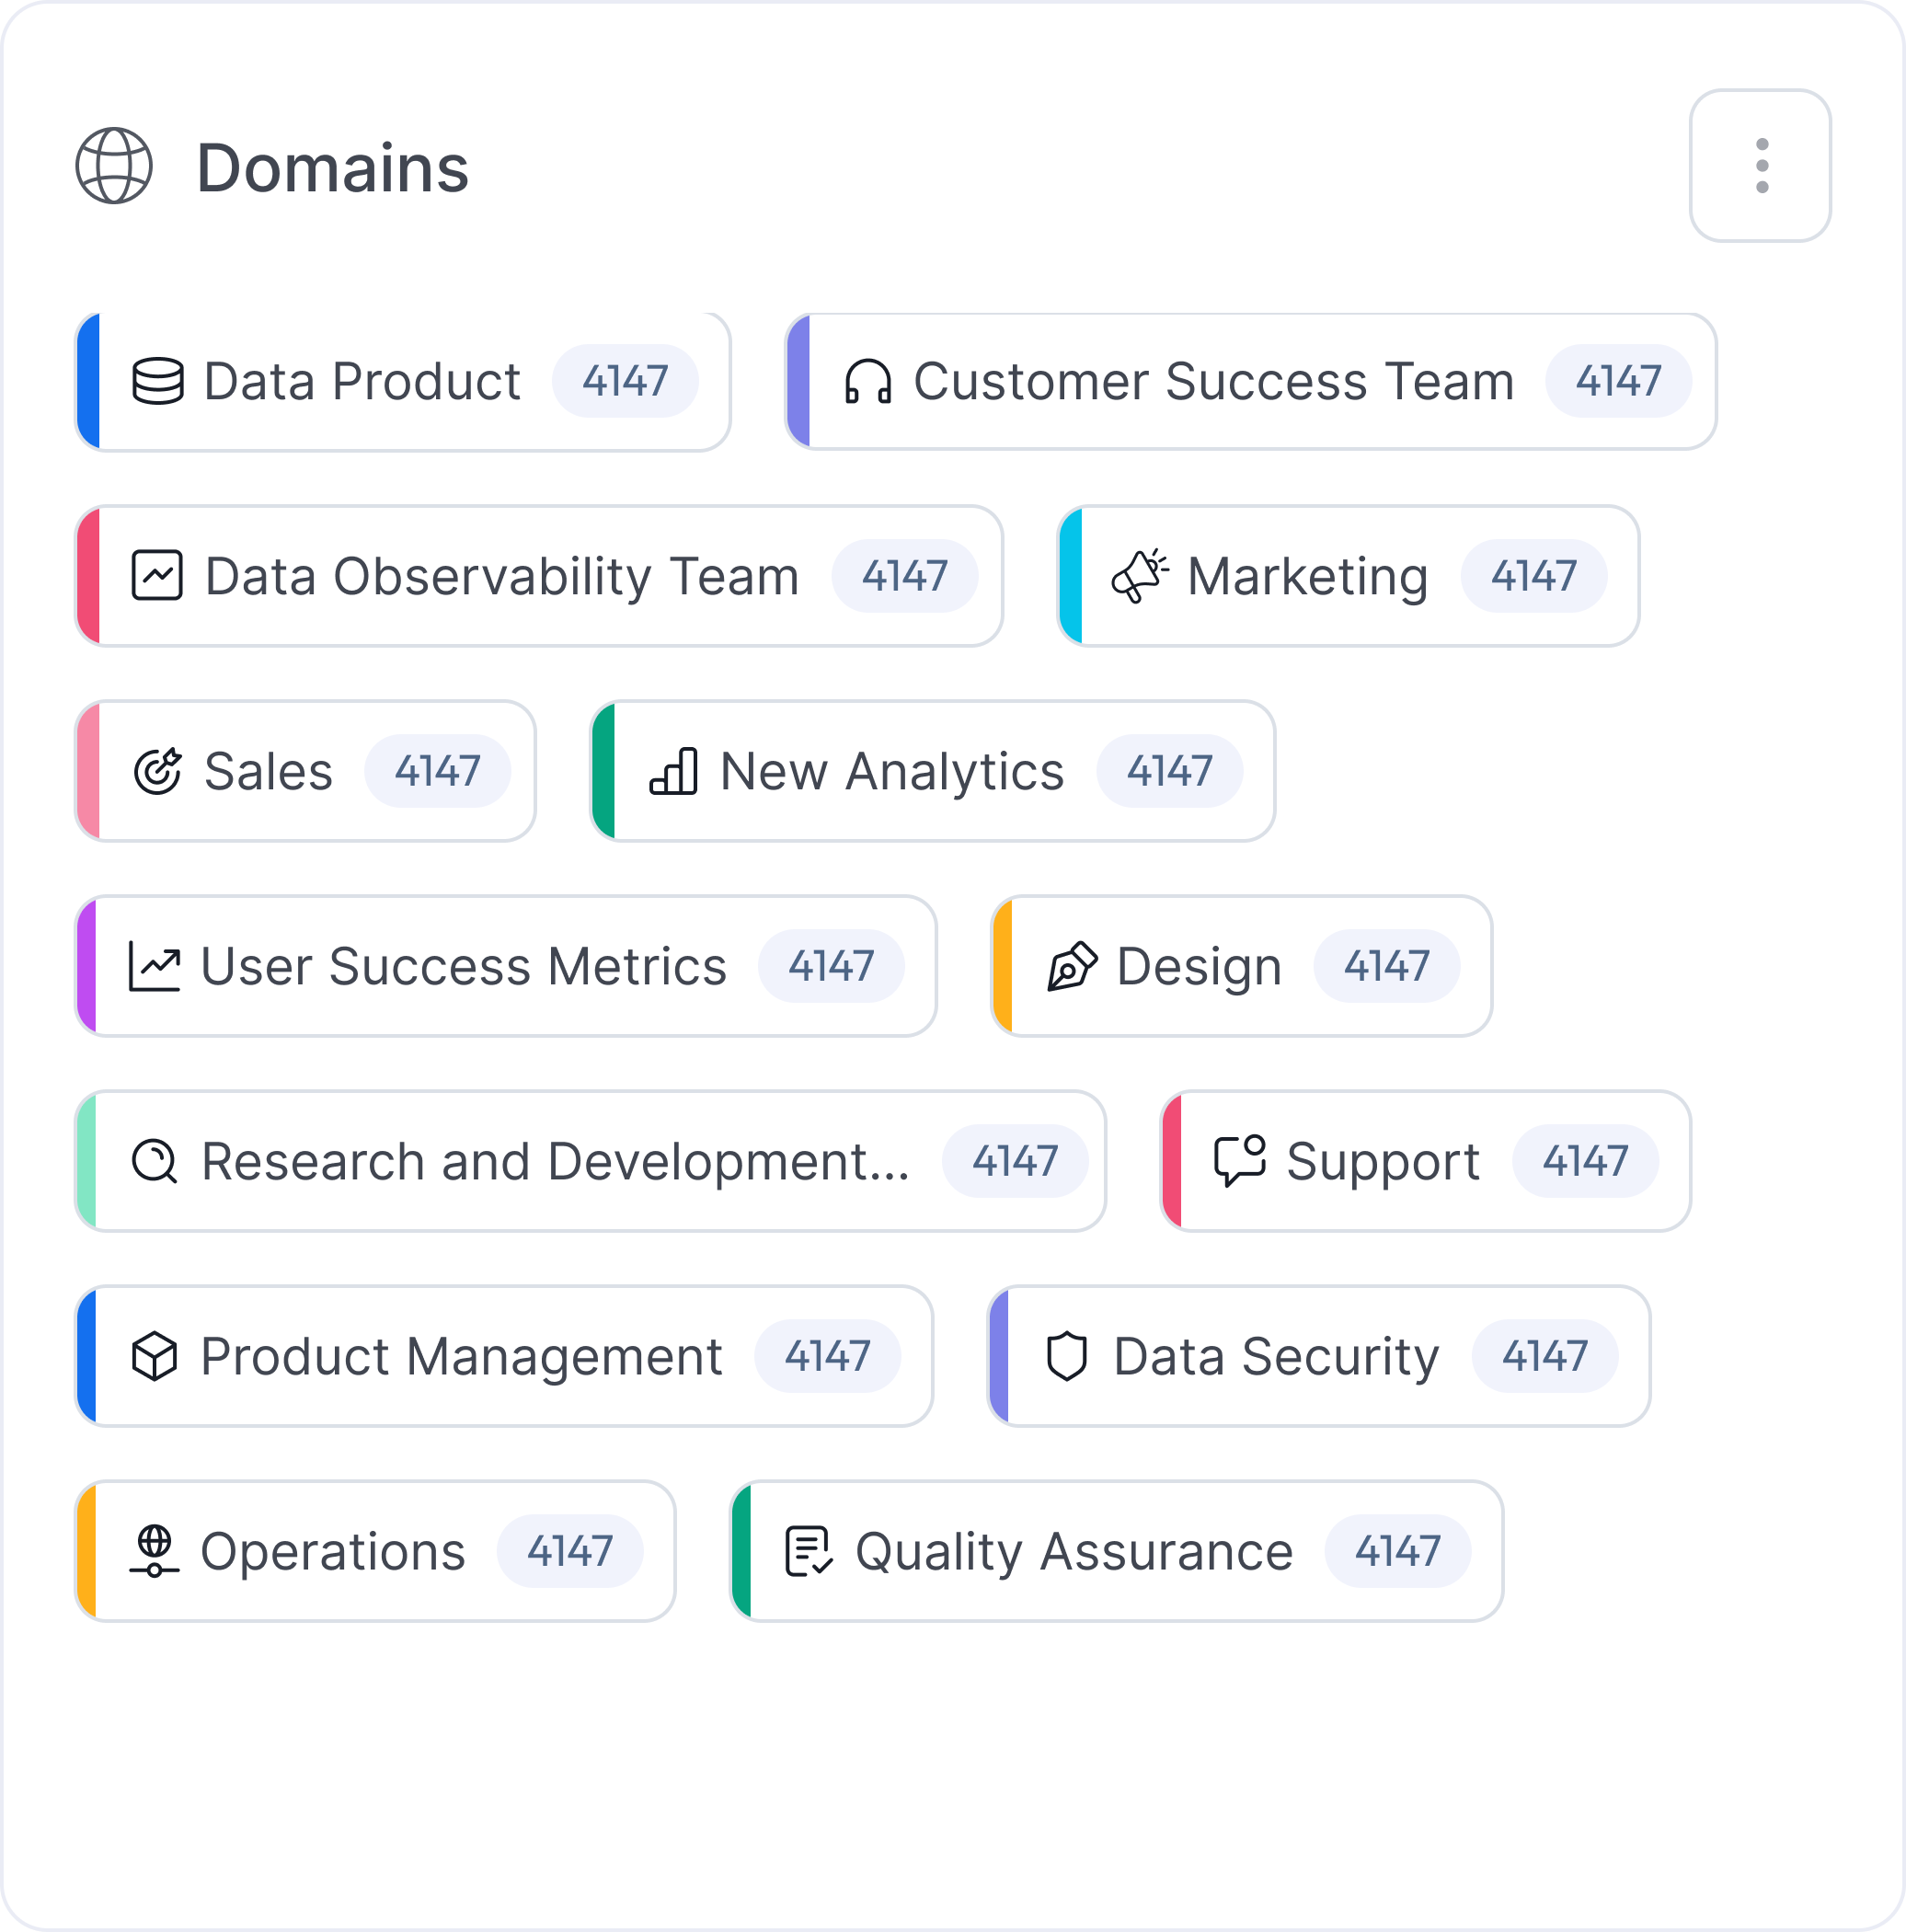 Domains
Data Product 4147 Customer Success Team 4147
Data Observability Team 4147 Marketing 4147
Sales 4147 New Analytics 4147
User Success Metrics 4147 Design 4147
Research and Development... 4147 Support 4147
Product Management 4147 Data Security 4147
Operations 4147 Quality Assurance 4147